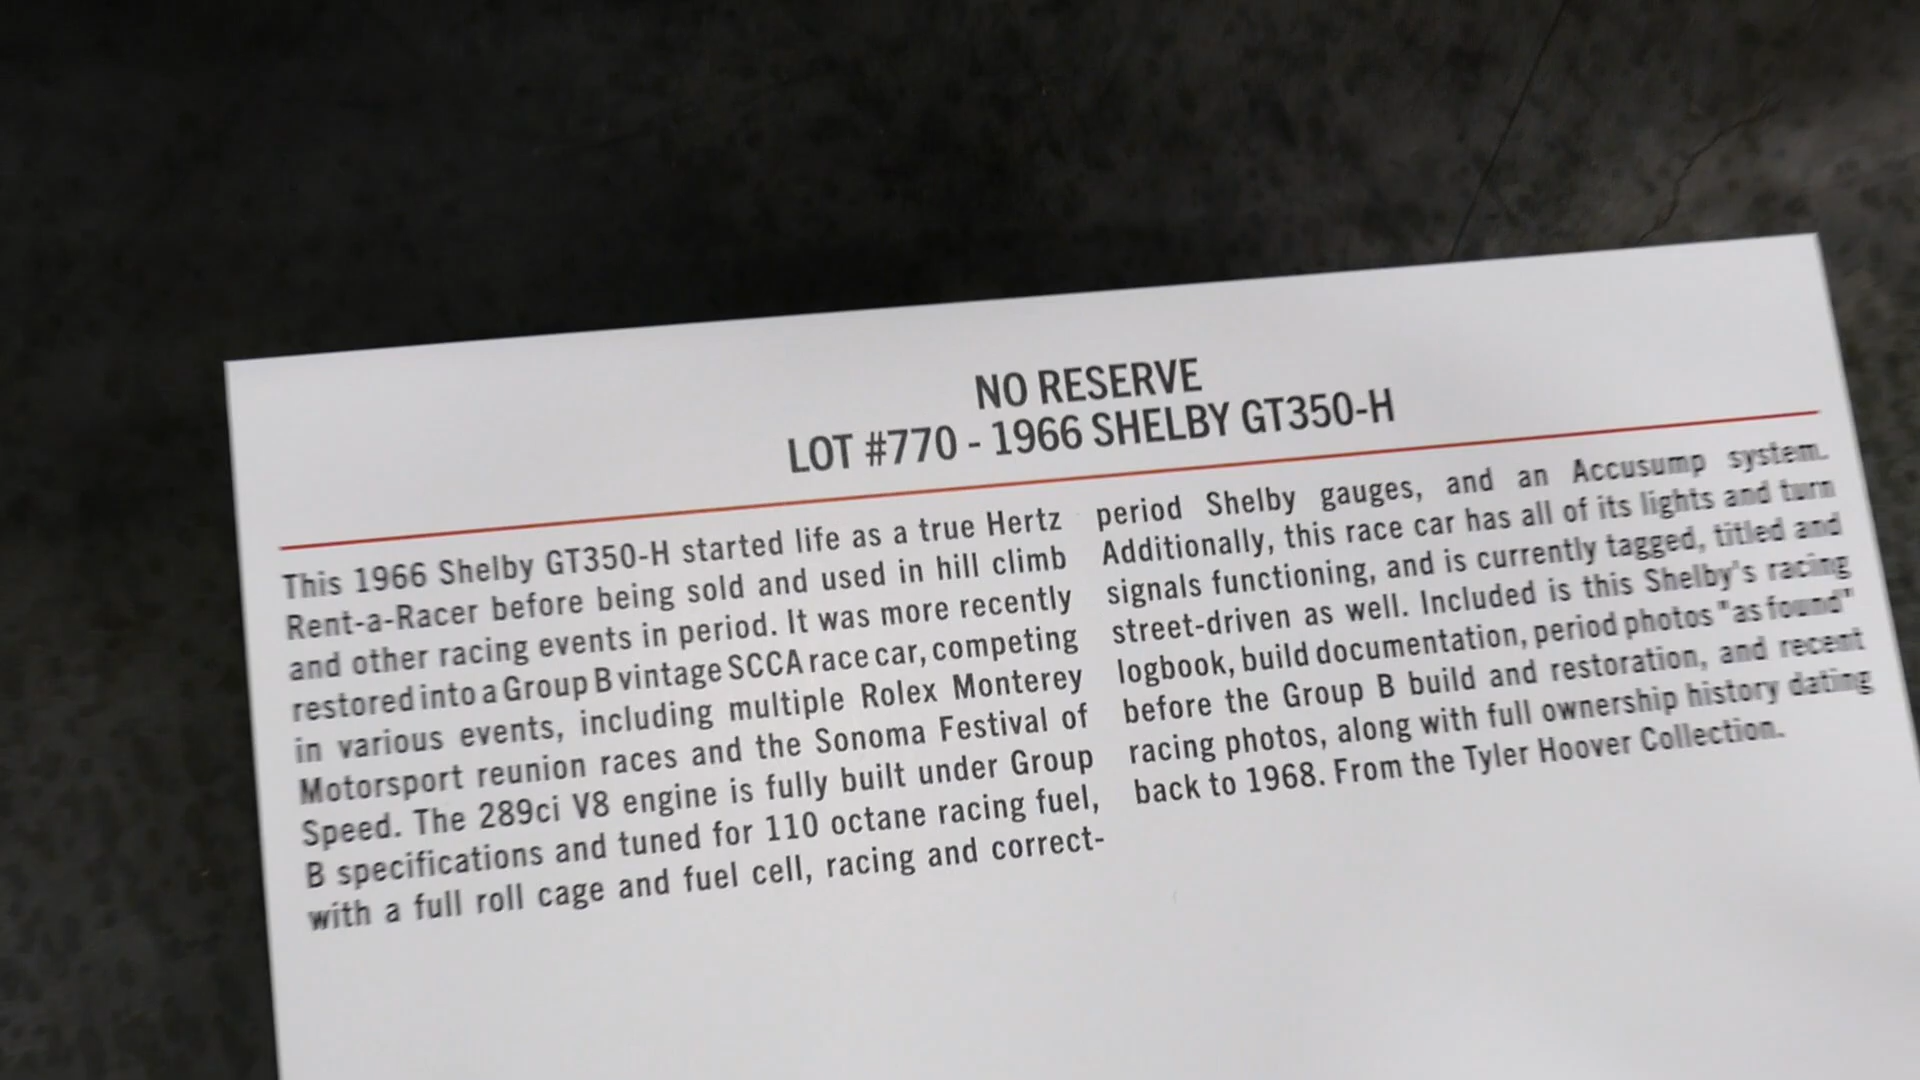 NO RESERVE
LOT #770 - 1966 SHELBY GT350-H
This 1966 Shelby GT350-H started life as a true Hertz
Rent-a-Racer before being sold and used in hill climb
and other racing events in period. It was more recently
restored into a Group B vintage SCCA race car, competing
in various events, including multiple Rolex Monterey
Motorsport reunion races and the Sonoma Festival of
Speed. The 289ci V8 engine is fully built under Group
B specifications and tuned for 110 octane racing fuel,
with a full roll cage and fuel cell, racing and correct-
period Shelby gauges, and an Accusump system.
Additionally, this race car has all of its lights and turn
signals functioning, and is currently tagged, titled and
street-driven as well. Included is this Shelby's racing
logbook, build documentation, period photos "as found"
before the Group B build and restoration, and recent
racing photos, along with full ownership history dating
back to 1968. From the Tyler Hoover Collection.